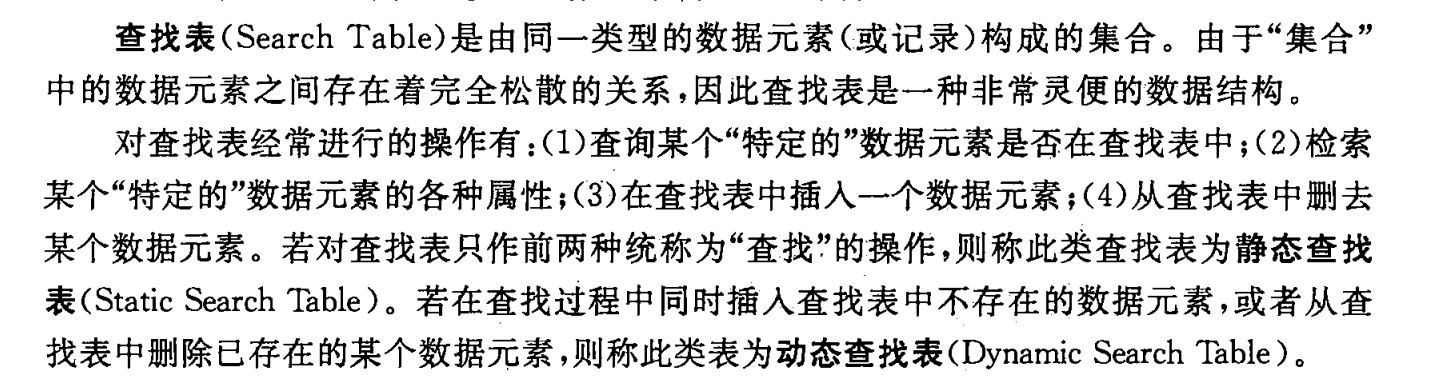 查找表(Search Table)是由同一类型的数据元素(或记录)构成的集合。由于“集合”
中的数据元素之间存在着完全松散的关系,因此查找表是一种非常灵便的数据结构。
对查找表经常进行的操作有:(1)查询某个“特定的”数据元素是否在查找表中;(2)检索
某个“特定的”数据元素的各种属性;(3)在查找表中插入一个数据元素;(4)从查找表中删去
某个数据元素。若对查找表只作前两种统称为“查找”的操作,则称此类查找表为静态查找
表(Static Search Table)。若在查找过程中同时插入查找表中不存在的数据元素,或者从查
找表中删除已存在的某个数据元素,则称此类表为动态查找表(Dynamic Search Table)。